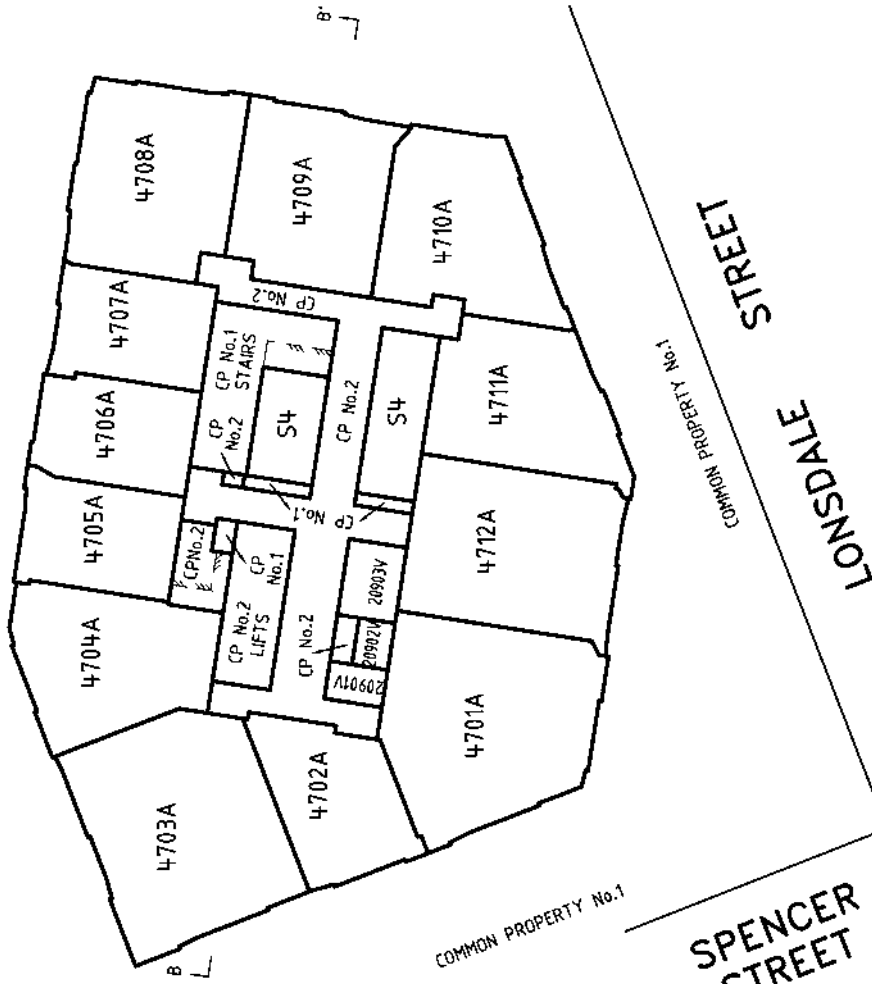 B'
4708A
4709A
4710A
STREET
4707A
CP No.2
COMMON PROPERTY No.1
4706A
CP No.1
STAIRS
CP
No.2
S4
CP No.2
S4
4711A
LONSDALE
4705A
CP No.1
4712A
CPNo.2
CP
No.1
CP No.2
LIFTS
CP No.2
20903V
20902V
20901V
4704A
4701A
4702A
4703A
COMMON PROPERTY No.1
SPENCER
STREET
B